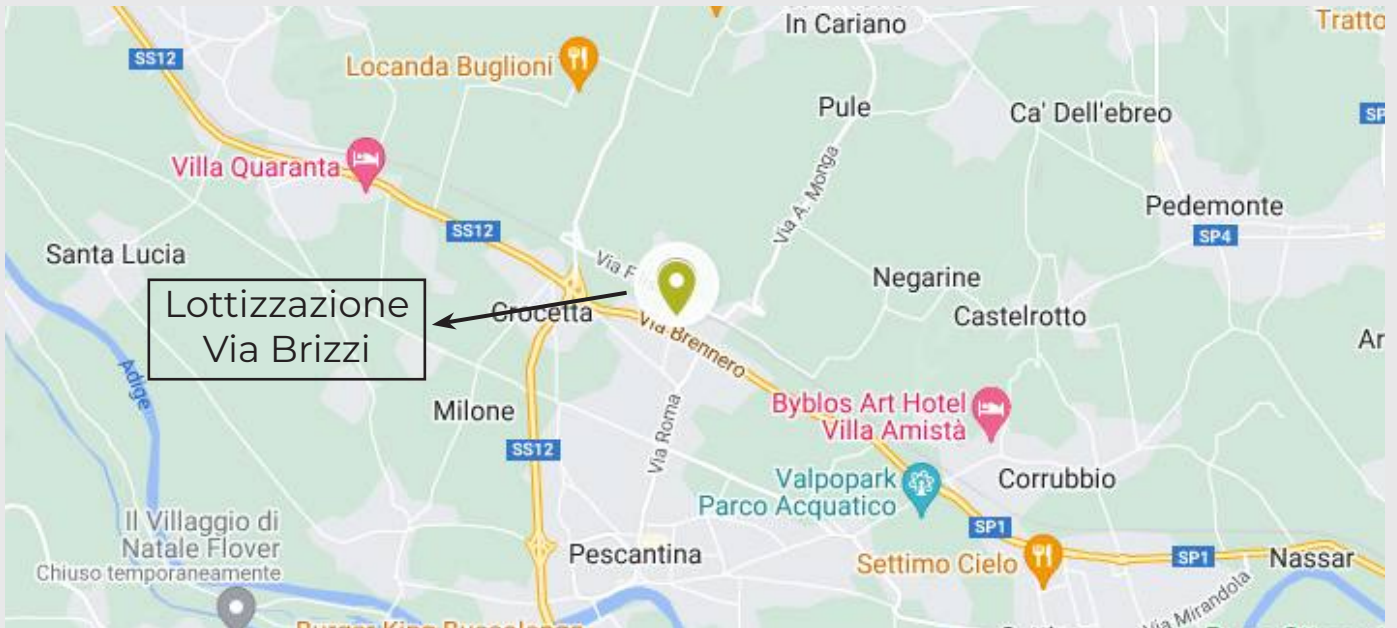 In Cariano
Tratto
SS12
Locanda Buglioni
Pule
Ca' Dell'ebreo
SP
Villa Quaranta
Via A. Monga
Pedemonte
SS12
SP4
Santa Lucia
Via F
Negarine
Lottizzazione
Via Brizzi
Crocetta
Castelrotto
Via Brennero
Ar
Adige
Milone
Via Roma
Byblos Art Hotel
Villa Amistà
SS12
Valpopark
Parco Acquatico
Corrubbio
Il Villaggio di
Natale Flover
Chiuso temporaneamente
SP1
Pescantina
Settimo Cielo
SP1
Nassar
Via Mirandola